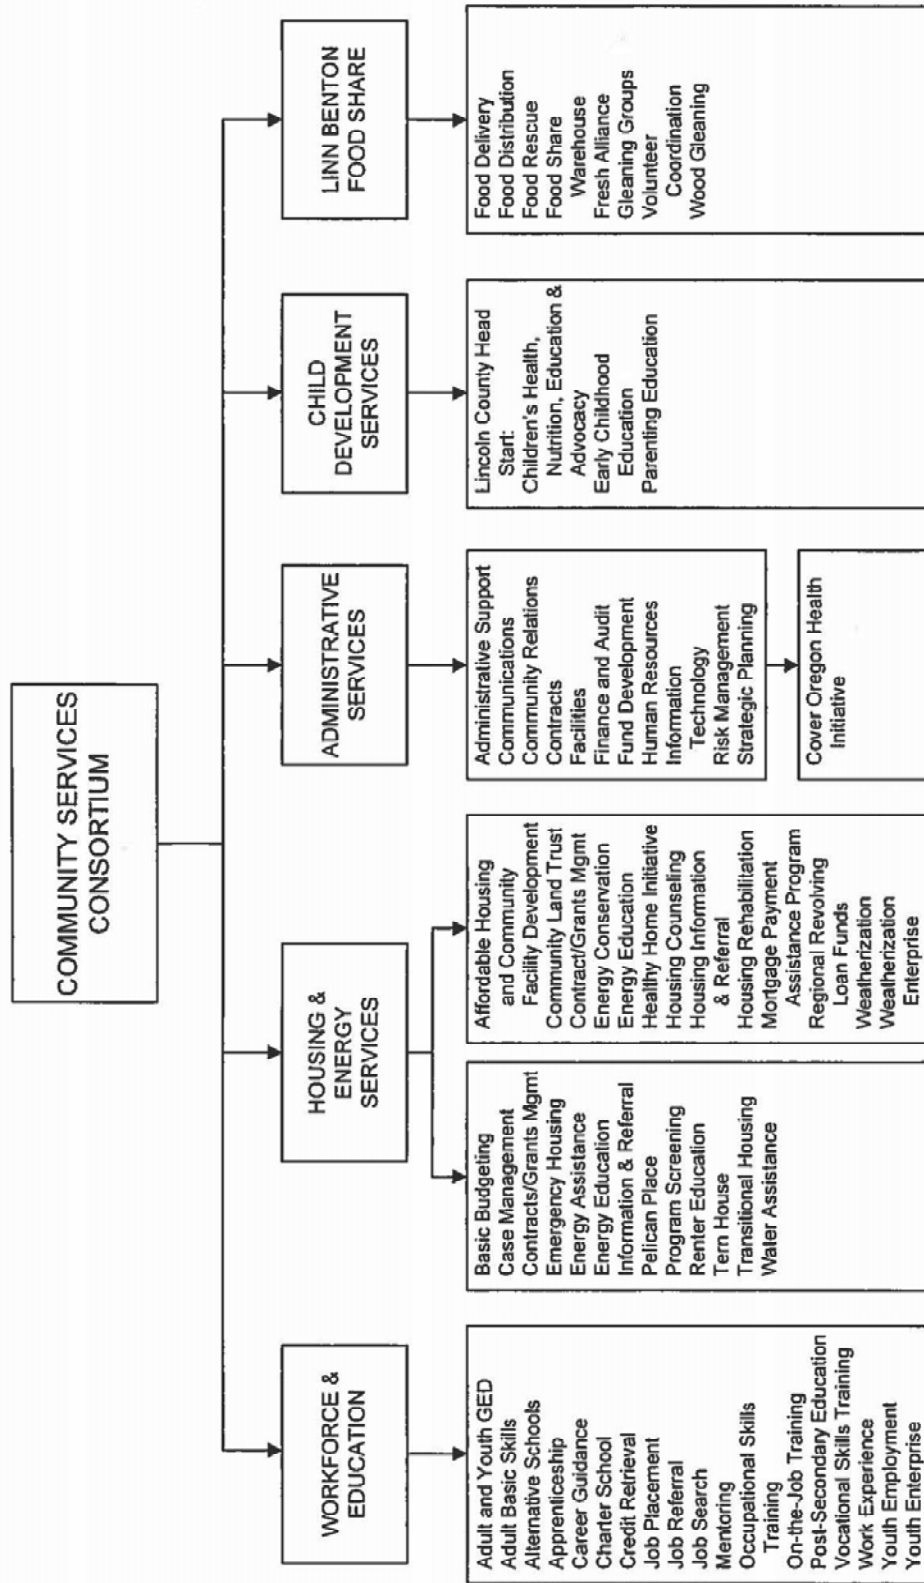 COMMUNITY SERVICES
CONSORTIUM
WORKFORCE &
EDUCATION
HOUSING &
ENERGY
SERVICES
ADMINISTRATIVE
SERVICES
CHILD
DEVELOPMENT
SERVICES
LINN BENTON
FOOD SHARE
Adult and Youth GED
Adult Basic Skills
Alternative Schools
Apprenticeship
Career Guidance
Charter School
Credit Retrieval
Job Placement
Job Referral
Job Search
Mentoring
Occupational Skills
Training
On-the-Job Training
Post-Secondary Education
Vocational Skills Training
Work Experience
Youth Employment
Youth Enterprise
Basic Budgeting
Case Management
Contracts/Grants Mgmt
Emergency Housing
Energy Assistance
Energy Education
Information & Referral
Pelican Place
Program Screening
Renter Education
Tern House
Transitional Housing
Water Assistance
Affordable Housing
and Community
Facility Development
Community Land Trust
Contract/Grants Mgmt
Energy Conservation
Energy Education
Healthy Home Initiative
Housing Counseling
Housing Information
& Referral
Housing Rehabilitation
Mortgage Payment
Assistance Program
Regional Revolving
Loan Funds
Weatherization
Weatherization
Enterprise
Administrative Support
Communications
Community Relations
Contracts
Facilities
Finance and Audit
Fund Development
Human Resources
Information
Technology
Risk Management
Strategic Planning
Cover Oregon Health
Initiative
Lincoln County Head
Start:
Children's Health,
Nutrition, Education &
Advocacy
Early Childhood
Education
Parenting Education
Food Delivery
Food Distribution
Food Rescue
Food Share
Warehouse
Fresh Alliance
Gleaning Groups
Volunteer
Coordination
Wood Gleaning